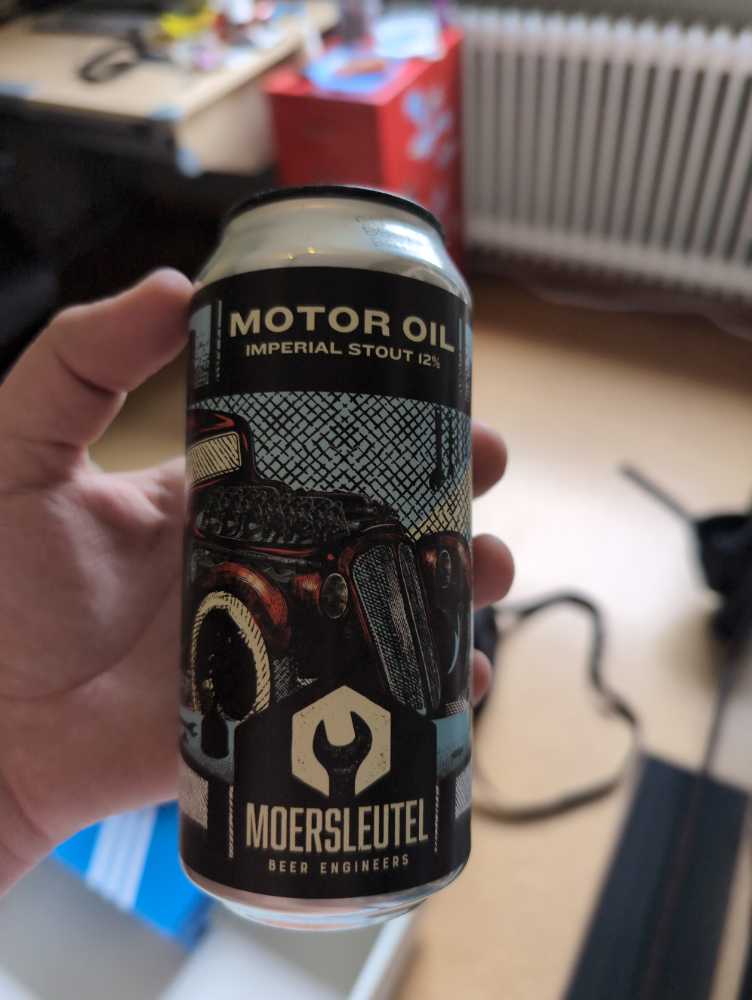 MOTOR OIL
IMPERIAL STOUT 12%
MOERSLEUTEL
BEER ENGINEERS